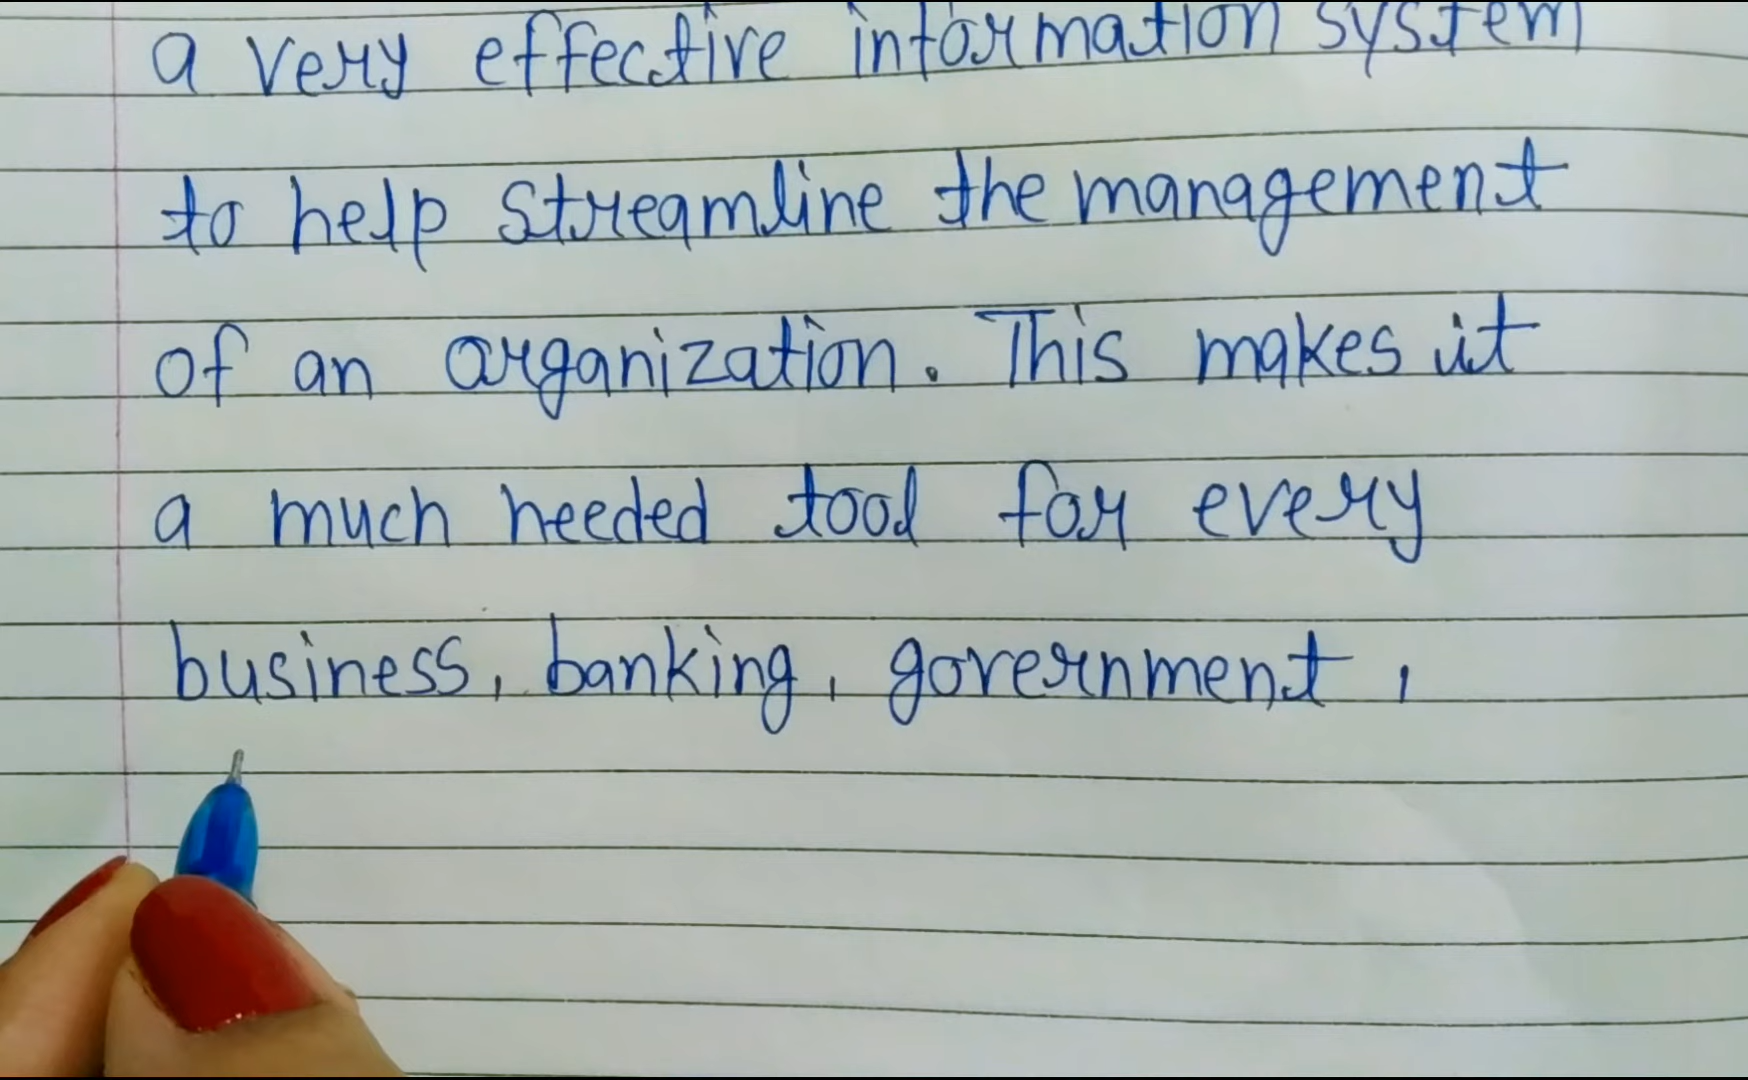 a very effective information system
to help streamline the management
of an organization. This makes it
a much needed tool for every
business, banking, government,